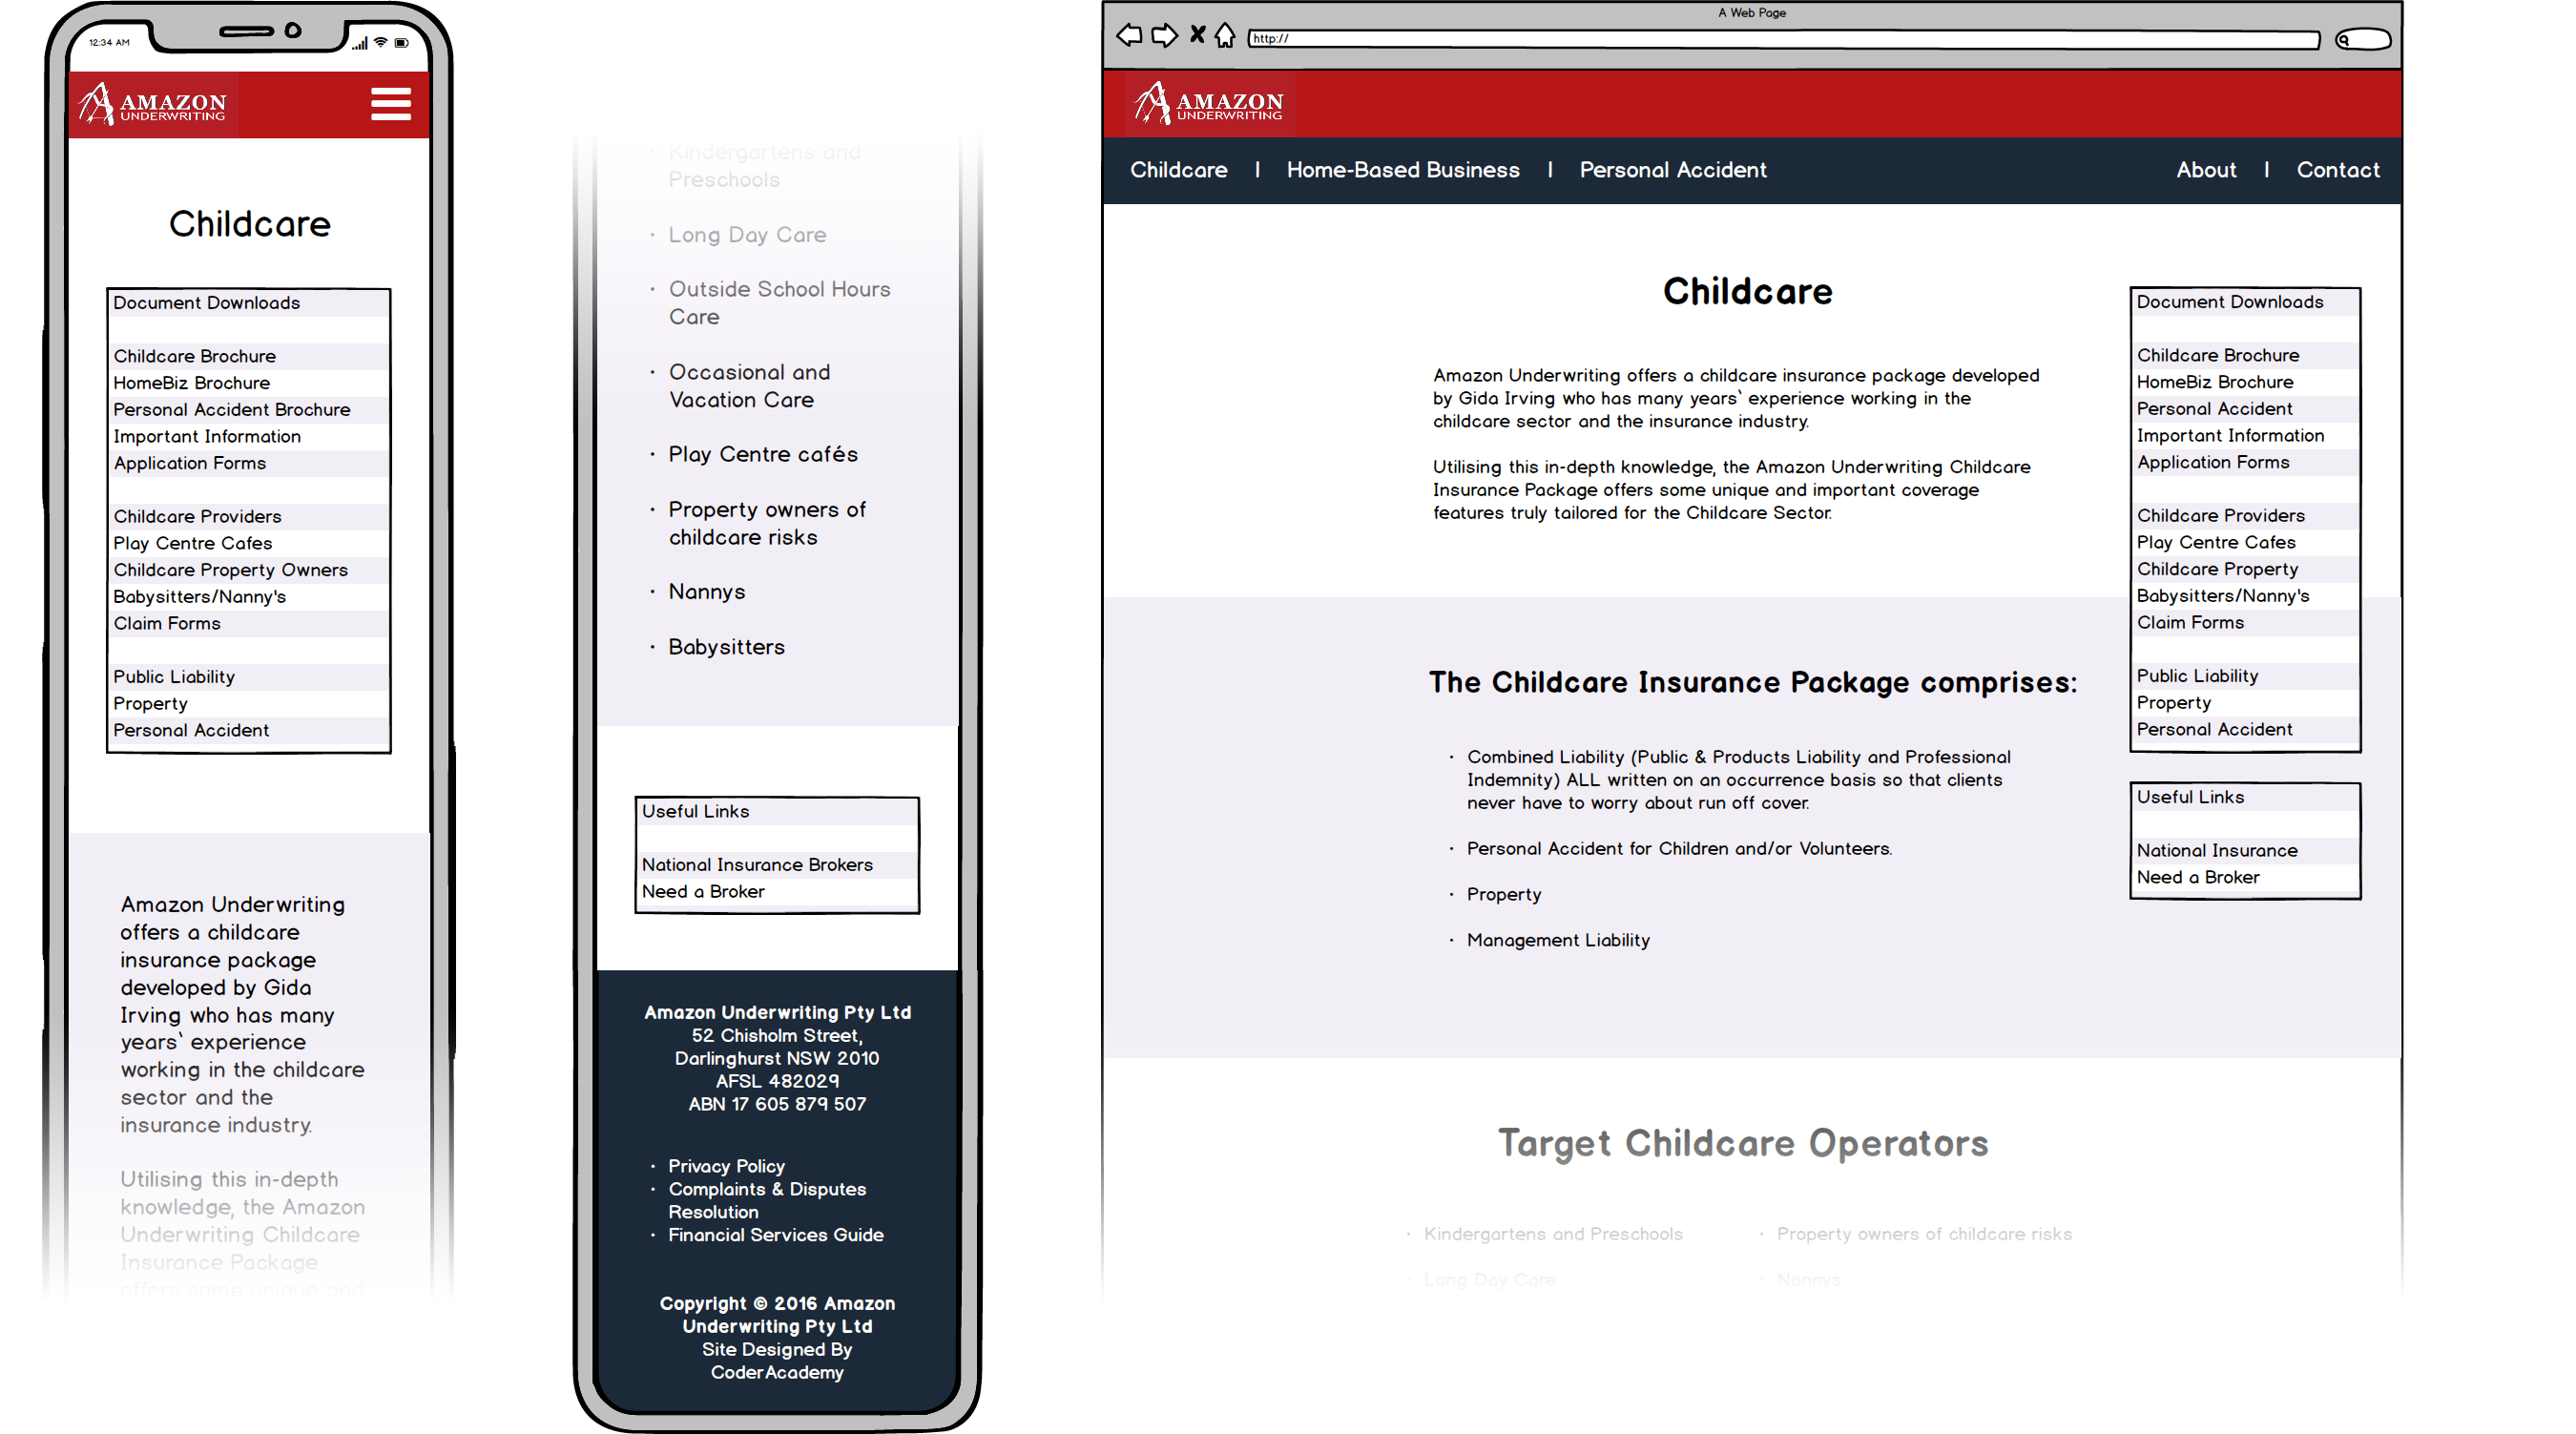 12:34 AM
AMAZON
UNDERWRITING
Childcare
Document Downloads
Childcare Brochure
HomeBiz Brochure
Personal Accident Brochure
Important Information
Application Forms
Childcare Providers
Play Centre Cafes
Childcare Property Owners
Babysitters/Nanny's
Claim Forms
Public Liability
Property
Personal Accident
Amazon Underwriting
offers a childcare
insurance package
developed by Gida
Irving who has many
years` experience
working in the childcare
sector and the
insurance industry.
Utilising this in-depth
knowledge, the Amazon
Underwriting Childcare
Insurance Package
offers some unique and
· Kindergartens and
Preschools
· Long Day Care
· Outside School Hours
Care
· Occasional and
Vacation Care
· Play Centre cafés
· Property owners of
childcare risks
· Nannys
· Babysitters
Useful Links
National Insurance Brokers
Need a Broker
Amazon Underwriting Pty Ltd
52 Chisholm Street,
Darlinghurst NSW 2010
AFSL 482029
ABN 17 605 879 507
· Privacy Policy
· Complaints & Disputes
Resolution
· Financial Services Guide
Copyright © 2016 Amazon
Underwriting Pty Ltd
Site Designed By
CoderAcademy
A Web Page
http://
AMAZON
UNDERWRITING
Childcare | Home-Based Business | Personal Accident About | Contact
Childcare
Amazon Underwriting offers a childcare insurance package developed
by Gida Irving who has many years` experience working in the
childcare sector and the insurance industry.
Utilising this in-depth knowledge, the Amazon Underwriting Childcare
Insurance Package offers some unique and important coverage
features truly tailored for the Childcare Sector.
The Childcare Insurance Package comprises:
· Combined Liability (Public & Products Liability and Professional
Indemnity) ALL written on an occurrence basis so that clients
never have to worry about run off cover.
· Personal Accident for Children and/or Volunteers.
· Property
· Management Liability
Target Childcare Operators
· Kindergartens and Preschools
· Long Day Care
· Property owners of childcare risks
· Nannys
Document Downloads
Childcare Brochure
HomeBiz Brochure
Personal Accident
Important Information
Application Forms
Childcare Providers
Play Centre Cafes
Childcare Property
Babysitters/Nanny's
Claim Forms
Public Liability
Property
Personal Accident
Useful Links
National Insurance
Need a Broker